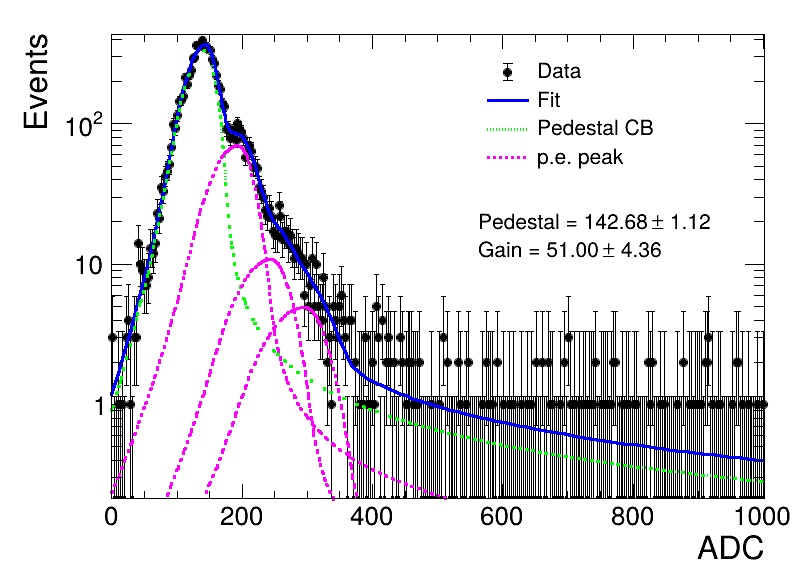 Events
10²
10
1
Data
Fit
Pedestal CB
p.e. peak
Pedestal = 142.68 ± 1.12
Gain = 51.00 ± 4.36
0 200 400 600 800 1000
ADC